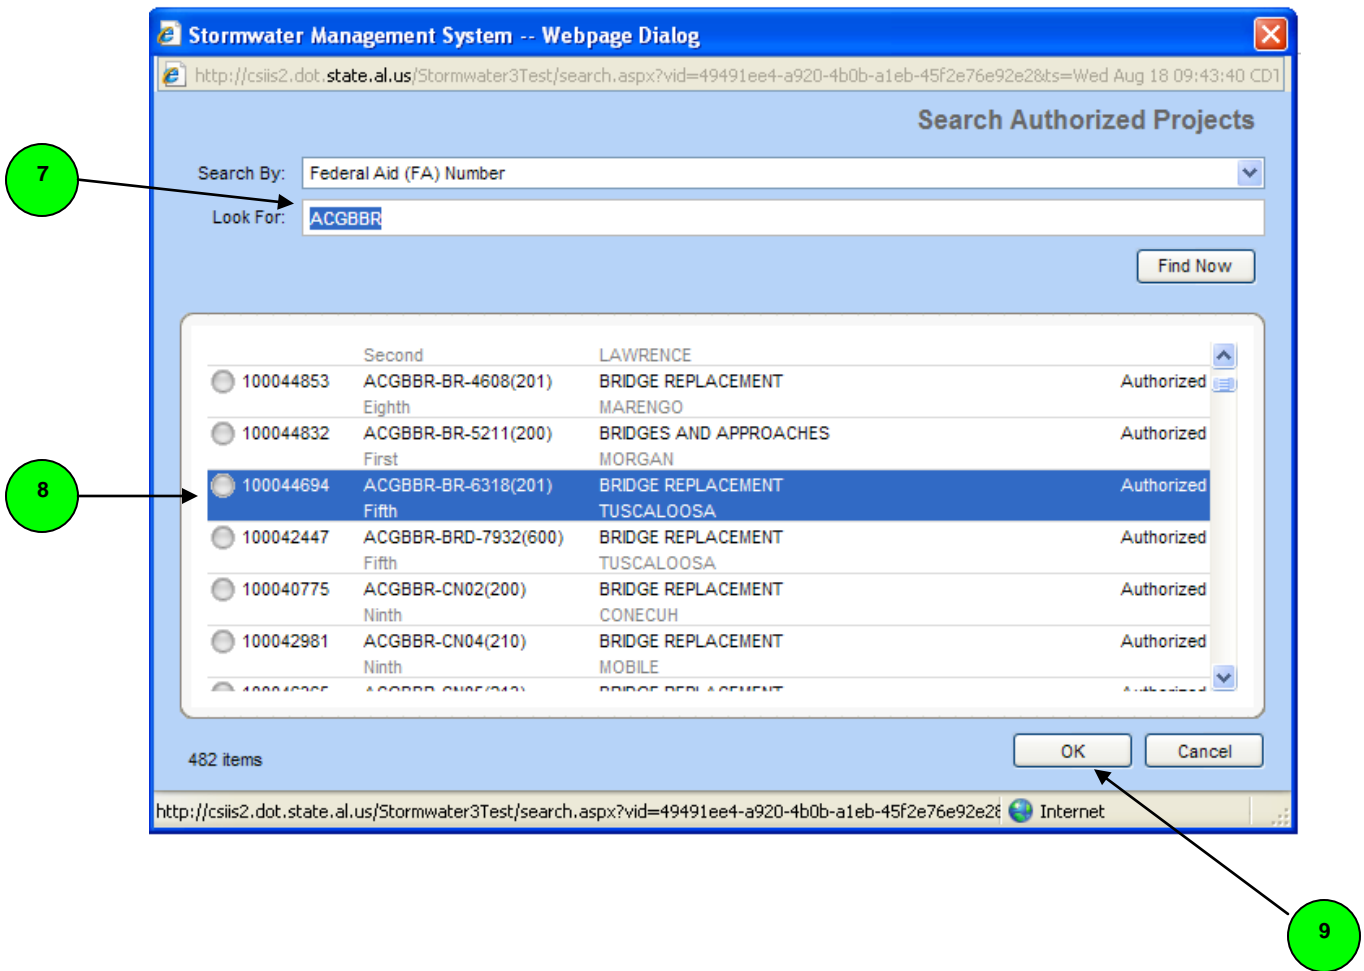 Stormwater Management System -- Webpage Dialog
http://csiis2.dot.state.al.us/Stormwater3Test/search.aspx?vid=49491ee4-a920-4b0b-a1eb-45f2e76e92e2&ts=Wed Aug 18 09:43:40 CDT
Search Authorized Projects
7
Search By: Federal Aid (FA) Number
Look For: ACGBBR
Find Now
Second LAWRENCE
100044853 ACGBBR-BR-4608(201) BRIDGE REPLACEMENT Authorized
Eighth MARENGO
100044832 ACGBBR-BR-5211(200) BRIDGES AND APPROACHES Authorized
First MORGAN
8
100044694 ACGBBR-BR-6318(201) BRIDGE REPLACEMENT Authorized
Fifth TUSCALOOSA
100042447 ACGBBR-BRD-7932(600) BRIDGE REPLACEMENT Authorized
Fifth TUSCALOOSA
100040775 ACGBBR-CN02(200) BRIDGE REPLACEMENT Authorized
Ninth CONECUH
100042981 ACGBBR-CN04(210) BRIDGE REPLACEMENT Authorized
Ninth MOBILE
BRIDGE REPLACEMENT Authorized
482 items
OK Cancel
http://csiis2.dot.state.al.us/Stormwater3Test/search.aspx?vid=49491ee4-a920-4b0b-a1eb-45f2e76e92e2& Internet
9